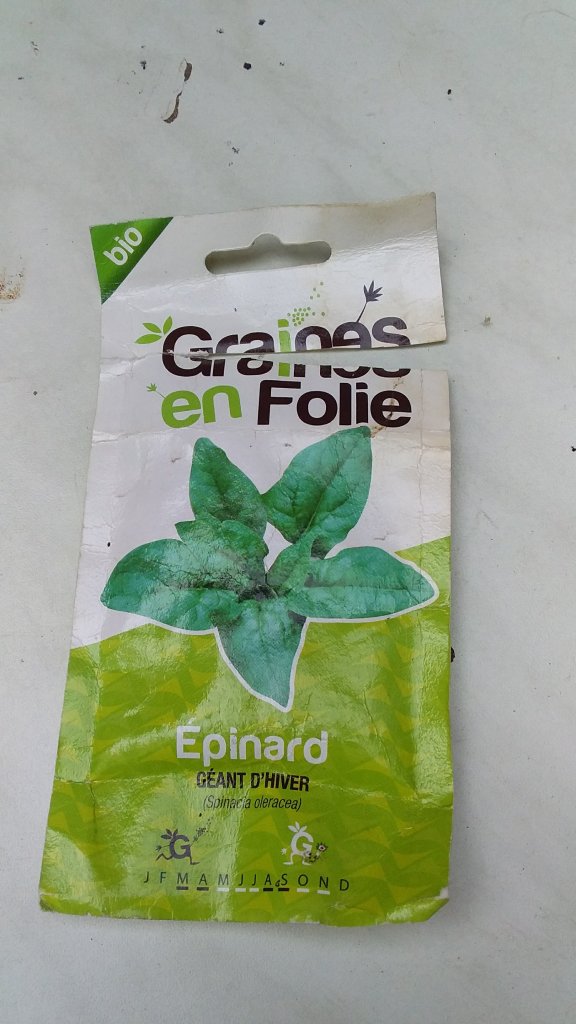 bio
Graines
en Folie
Épinard
GÉANT D'HIVER
(Spinacia oleracea)
G G
J F M A M J J A S O N D